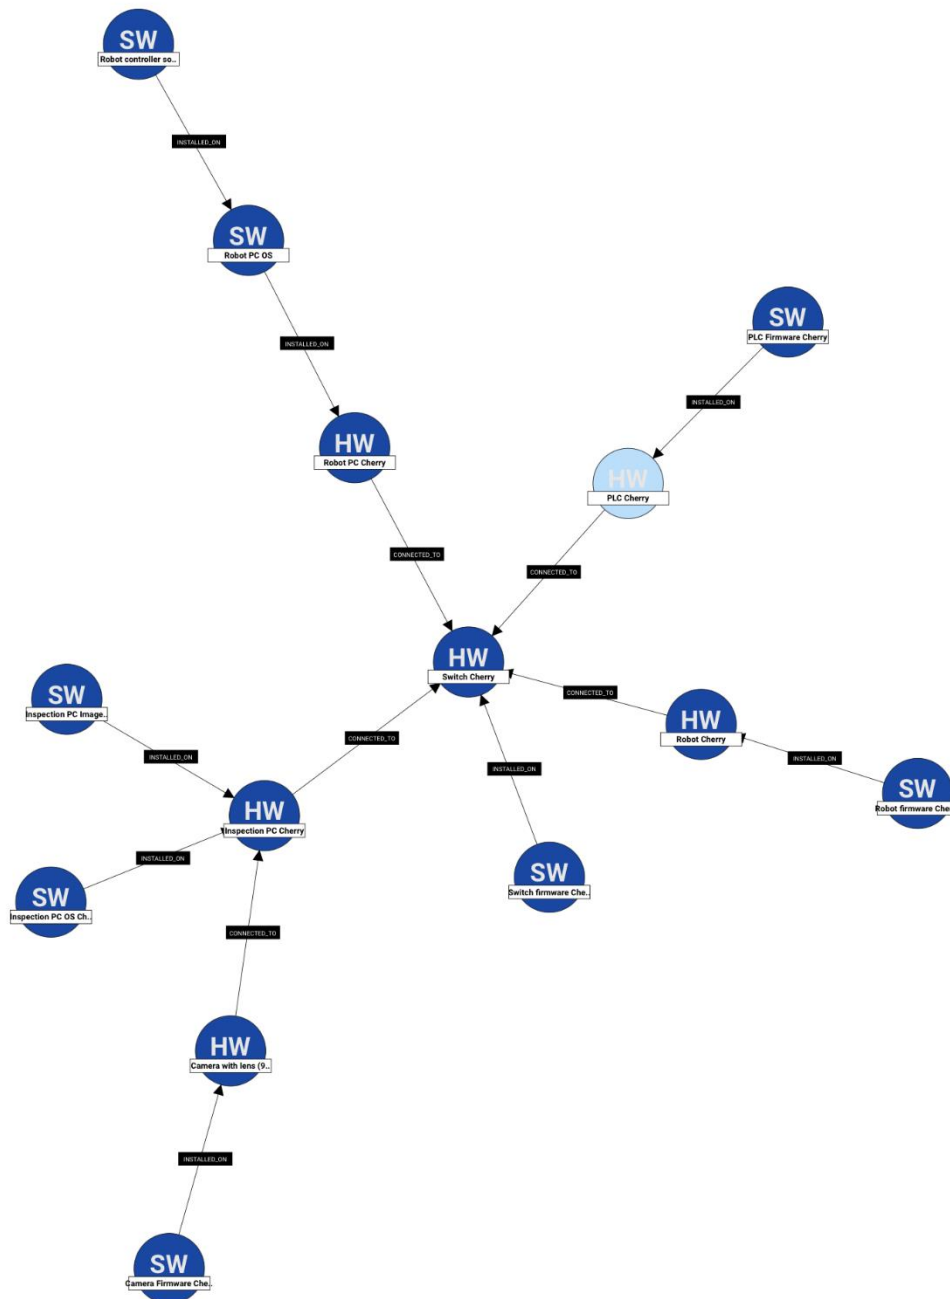 SW
Robot controller so..
INSTALLED_ON
SW
Robot PC OS
INSTALLED_ON
SW
PLC Firmware Cherry
INSTALLED_ON
HW
Robot PC Cherry
HW
PLC Cherry
CONNECTED_TO
CONNECTED_TO
HW
Switch Cherry
SW
Inspection PC Image..
INSTALLED_ON
CONNECTED_TO
CONNECTED_TO
HW
Robot Cherry
INSTALLED_ON
SW
Robot firmware Cher
INSTALLED_ON
HW
Inspection PC Cherry
INSTALLED_ON
SW
Inspection PC OS Ch..
SW
Switch firmware Che..
CONNECTED_TO
HW
Camera with lens (9..
INSTALLED_ON
SW
Camera Firmware Che..